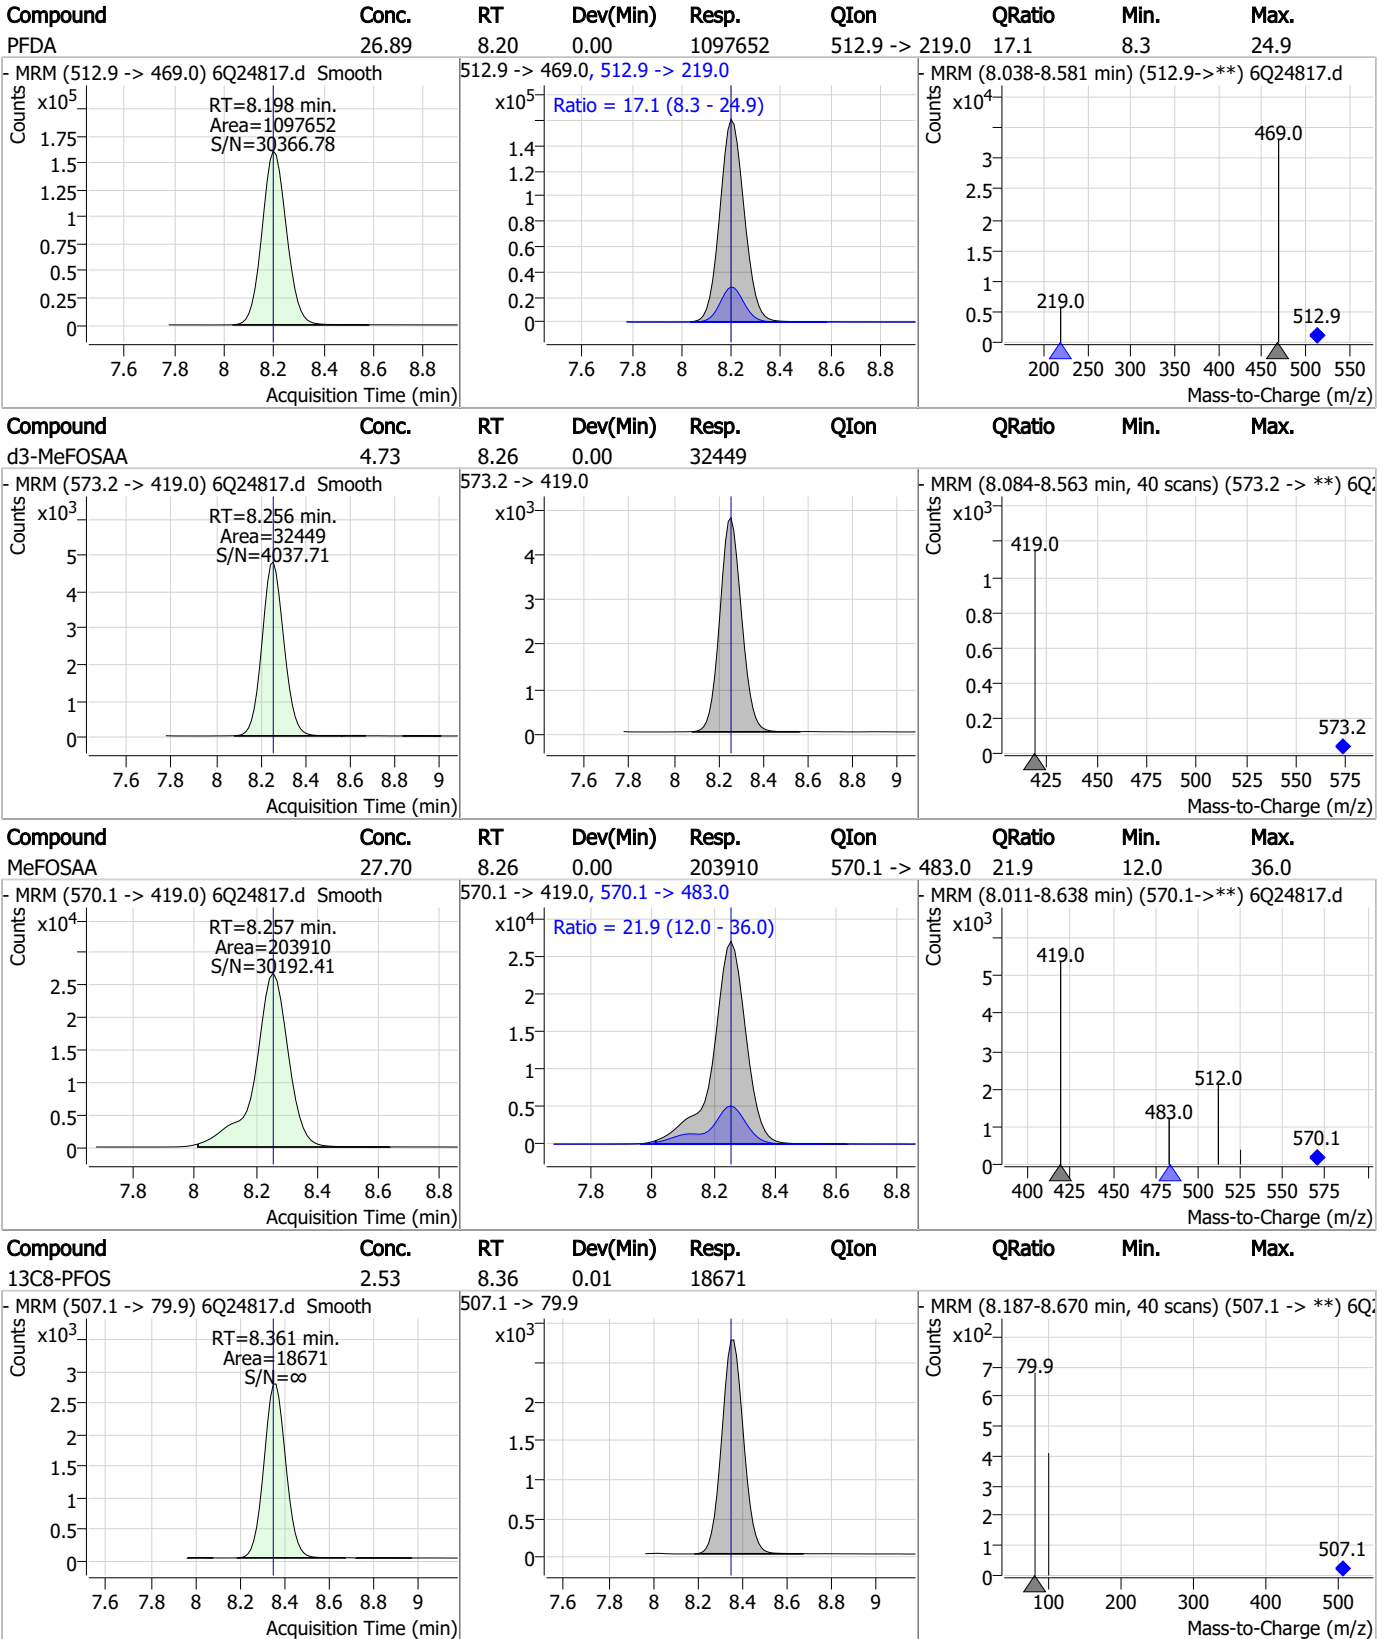 Compound Conc. RT Dev(Min) Resp. QIon QRatio Min. Max.
PFDA 26.89 8.20 0.00 1097652 512.9 -> 219.0 17.1 8.3 24.9
- MRM (512.9 -> 469.0) 6Q24817.d Smooth
Counts
x10^5
RT=8.198 min.
Area=1097652
S/N=30366.78
1.75
1.5
1.25
1
0.75
0.5
0.25
0
7.6 7.8 8 8.2 8.4 8.6 8.8
Acquisition Time (min)
512.9 -> 469.0, 512.9 -> 219.0
x10^5
Ratio = 17.1 (8.3 - 24.9)
1.4
1.2
1
0.8
0.6
0.4
0.2
0
7.6 7.8 8 8.2 8.4 8.6 8.8
- MRM (8.038-8.581 min) (512.9->**) 6Q24817.d
Counts
x10^4
469.0
3
2.5
2
1.5
1
0.5
0
219.0
512.9
200 250 300 350 400 450 500 550
Mass-to-Charge (m/z)
Compound Conc. RT Dev(Min) Resp. QIon QRatio Min. Max.
d3-MeFOSAA 4.73 8.26 0.00 32449
- MRM (573.2 -> 419.0) 6Q24817.d Smooth
Counts
x10^3
RT=8.256 min.
Area=32449
S/N=4037.71
5
4
3
2
1
0
7.6 7.8 8 8.2 8.4 8.6 8.8 9
Acquisition Time (min)
573.2 -> 419.0
x10^3
4
3
2
1
0
7.6 7.8 8 8.2 8.4 8.6 8.8 9
- MRM (8.084-8.563 min, 40 scans) (573.2 -> **) 6Q2
Counts
x10^3
419.0
1
0.8
0.6
0.4
0.2
0
573.2
425 450 475 500 525 550 575
Mass-to-Charge (m/z)
Compound Conc. RT Dev(Min) Resp. QIon QRatio Min. Max.
MeFOSAA 27.70 8.26 0.00 203910 570.1 -> 483.0 21.9 12.0 36.0
- MRM (570.1 -> 419.0) 6Q24817.d Smooth
Counts
x10^4
RT=8.257 min.
Area=203910
S/N=30192.41
2.5
2
1.5
1
0.5
0
7.8 8 8.2 8.4 8.6 8.8
Acquisition Time (min)
570.1 -> 419.0, 570.1 -> 483.0
x10^4
Ratio = 21.9 (12.0 - 36.0)
2.5
2
1.5
1
0.5
0
7.8 8 8.2 8.4 8.6 8.8
- MRM (8.011-8.638 min) (570.1->**) 6Q24817.d
Counts
x10^3
419.0
5
4
3
2
1
0
483.0
512.0
570.1
400 425 450 475 500 525 550 575
Mass-to-Charge (m/z)
Compound Conc. RT Dev(Min) Resp. QIon QRatio Min. Max.
13C8-PFOS 2.53 8.36 0.01 18671
- MRM (507.1 -> 79.9) 6Q24817.d Smooth
Counts
x10^3
RT=8.361 min.
Area=18671
S/N=∞
3
2.5
2
1.5
1
0.5
0
7.6 7.8 8 8.2 8.4 8.6 8.8 9
Acquisition Time (min)
507.1 -> 79.9
x10^3
2
1.5
1
0.5
0
7.6 7.8 8 8.2 8.4 8.6 8.8 9
- MRM (8.187-8.670 min, 40 scans) (507.1 -> **) 6Q2
Counts
x10^2
79.9
7
6
5
4
3
2
1
0
507.1
100 200 300 400 500
Mass-to-Charge (m/z)